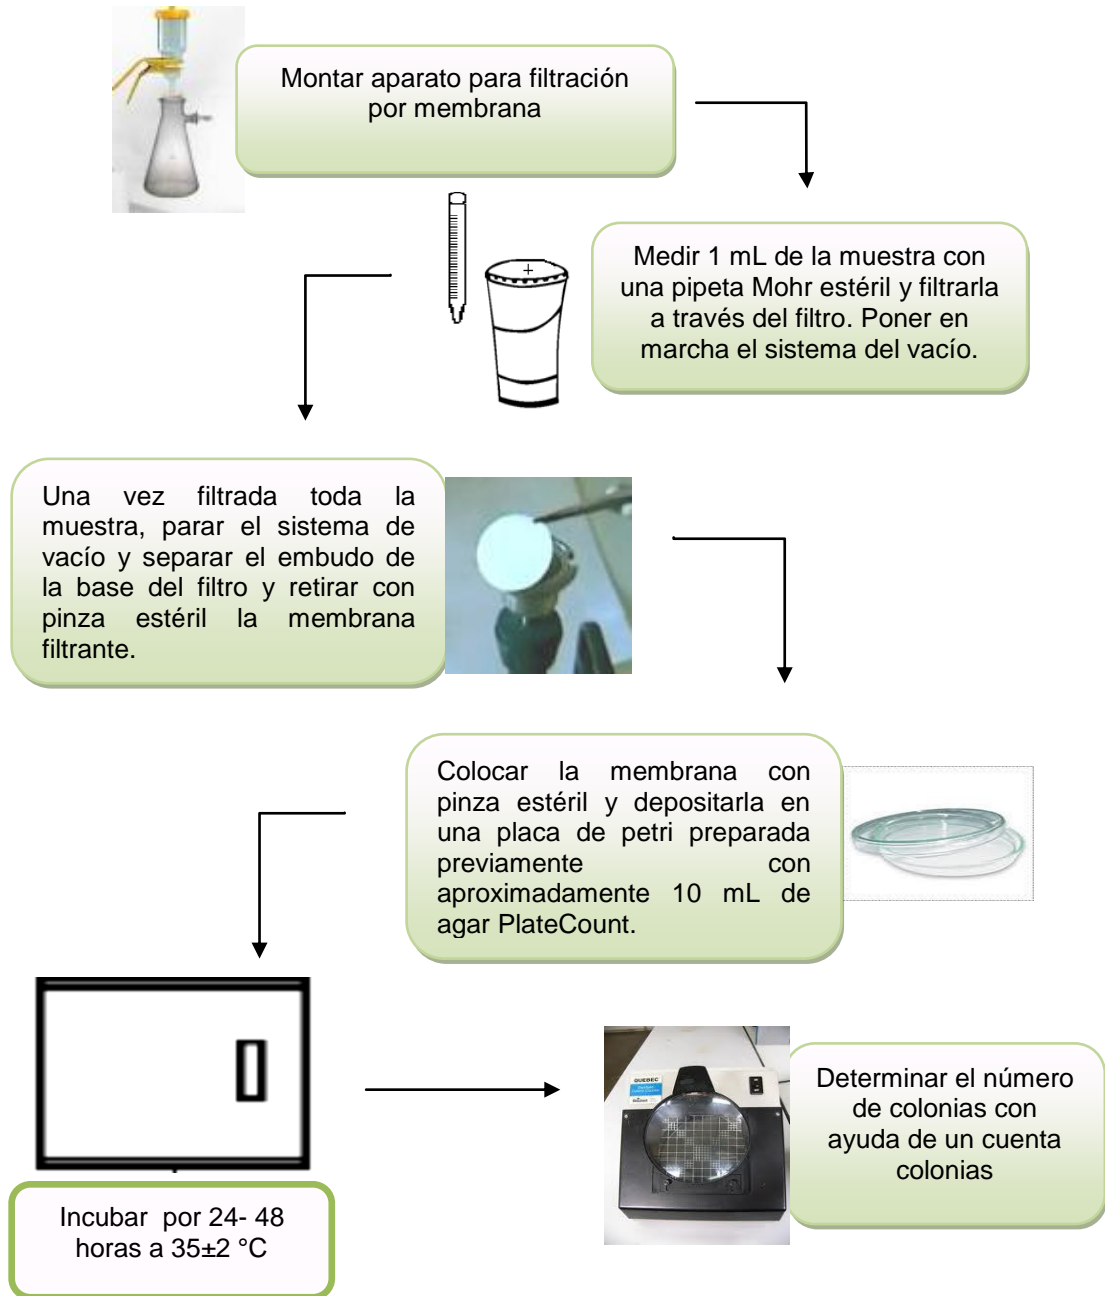 Montar aparato para filtración
por membrana
Medir 1 mL de la muestra con
una pipeta Mohr estéril y filtrarla
a través del filtro. Poner en
marcha el sistema del vacío.
Una vez filtrada toda la
muestra, parar el sistema de
vacío y separar el embudo de
la base del filtro y retirar con
pinza estéril la membrana
filtrante.
Colocar la membrana con
pinza estéril y depositarla en
una placa de petri preparada
previamente con
aproximadamente 10 mL de
agar PlateCount.
Incubar por 24- 48
horas a 35±2 °C
QUEBEC
Determinar el número
de colonias con
ayuda de un cuenta
colonias